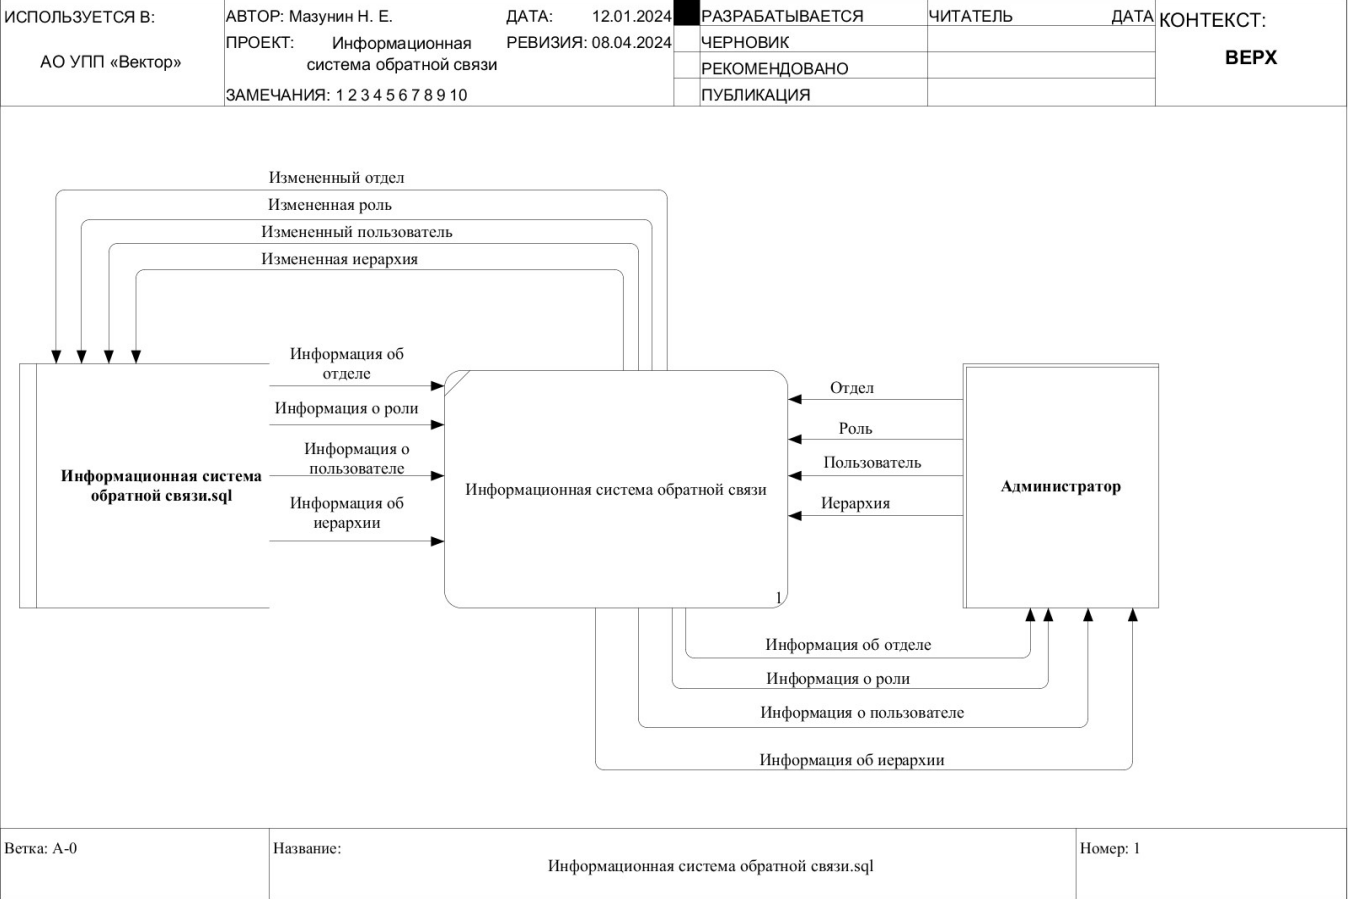 ИСПОЛЬЗУЕТСЯ В:
АО УПП «Вектор»
АВТОР: Мазунин Н. Е.
ДАТА: 12.01.2024
ПРОЕКТ: Информационная
система обратной связи
РЕВИЗИЯ: 08.04.2024
ЗАМЕЧАНИЯ: 1 2 3 4 5 6 7 8 9 10
РАЗРАБАТЫВАЕТСЯ
ЧЕРНОВИК
РЕКОМЕНДОВАНО
ПУБЛИКАЦИЯ
ЧИТАТЕЛЬ
ДАТА
КОНТЕКСТ:
ВЕРХ
Измененный отдел
Измененная роль
Измененный пользователь
Измененная иерархия
Информация об
отделе
Информация о роли
Информация о
пользователе
Информация об
иерархии
Информационная система
обратной связи.sql
Информационная система обратной связи
1
Отдел
Роль
Пользователь
Иерархия
Администратор
Информация об отделе
Информация о роли
Информация о пользователе
Информация об иерархии
Ветка: А-0
Название:
Информационная система обратной связи.sql
Номер: 1